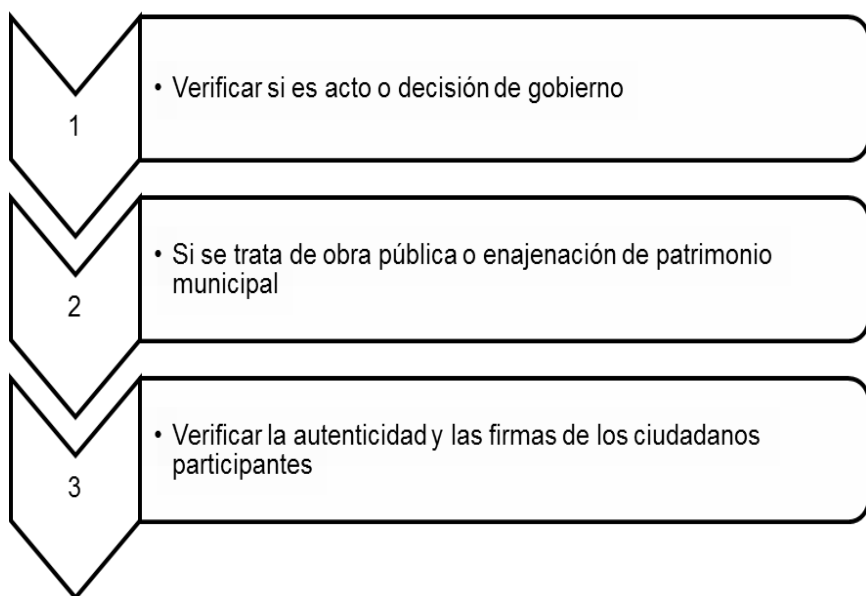 1
• Verificar si es acto o decisión de gobierno
2
• Si se trata de obra pública o enajenación de patrimonio
municipal
3
• Verificar la autenticidad y las firmas de los ciudadanos
participantes